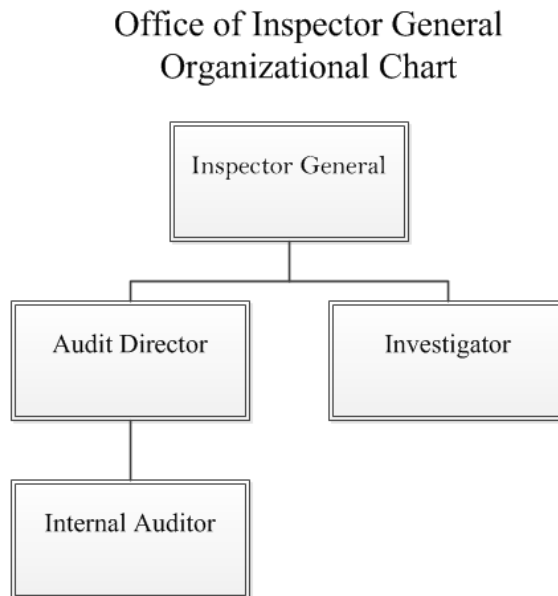 Office of Inspector General
Organizational Chart
Inspector General
Audit Director
Investigator
Internal Auditor